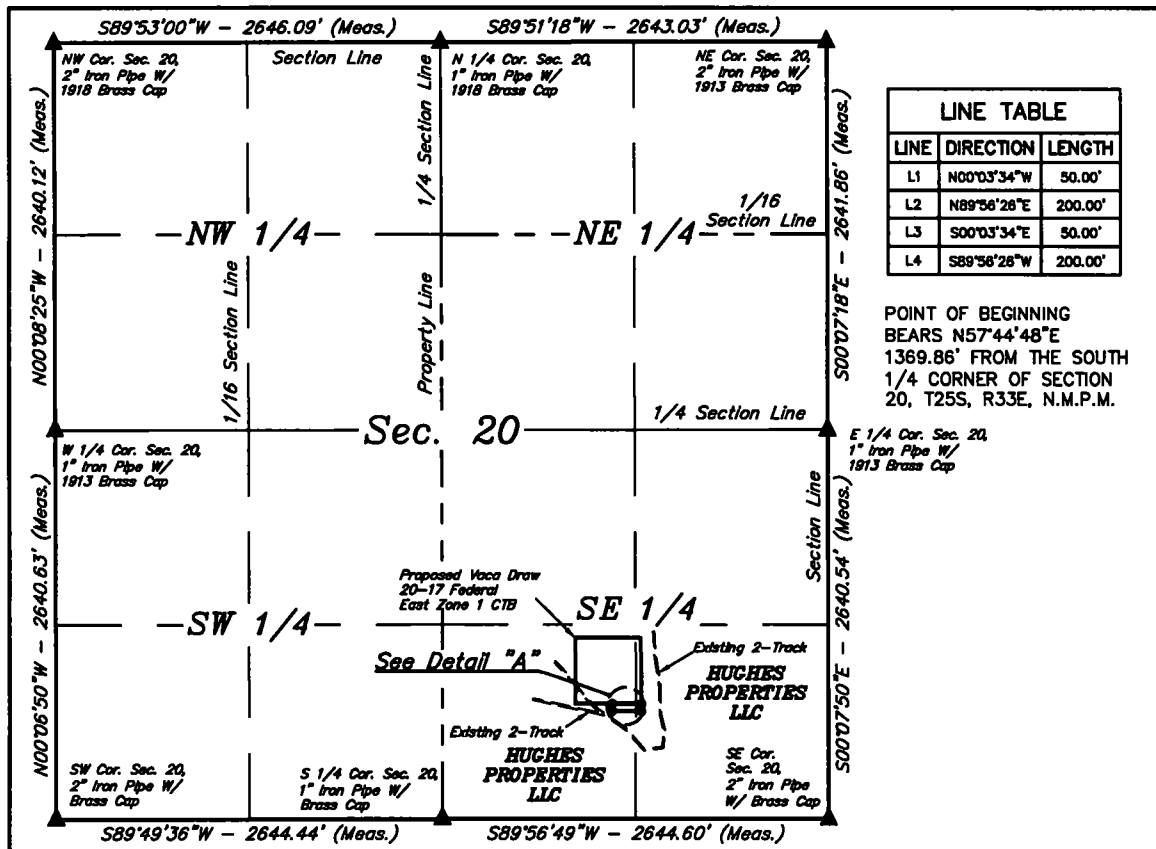 S89°53'00"W - 2646.09' (Meas.)
S89°51'18"W - 2643.03' (Meas.)
NW Cor. Sec. 20,
2" Iron Pipe W/
1918 Brass Cap
Section Line
N 1/4 Cor. Sec. 20,
1" Iron Pipe W/
1918 Brass Cap
NE Cor. Sec. 20,
2" Iron Pipe W/
1913 Brass Cap
N00°08'25"W - 2640.12' (Meas.)
1/4 Section Line
S00°07'18"E - 2641.86' (Meas.)
LINE TABLE
LINE DIRECTION LENGTH
L1 N00°03'34"W 50.00'
L2 N89°56'26"E 200.00'
L3 S00°03'34"E 50.00'
L4 S89°56'26"W 200.00'
1/16
Section Line
NW 1/4
NE 1/4
1/16 Section Line
Property Line
POINT OF BEGINNING
BEARS N57°44'48"E
1369.86' FROM THE SOUTH
1/4 CORNER OF SECTION
20, T25S, R33E, N.M.P.M.
1/4 Section Line
Sec. 20
W 1/4 Cor. Sec. 20,
1" Iron Pipe W/
1913 Brass Cap
E 1/4 Cor. Sec. 20,
1" Iron Pipe W/
1913 Brass Cap
N00°06'50"W - 2640.63' (Meas.)
Section Line
S00°07'50"E - 2640.54' (Meas.)
Proposed Vaca Draw
20-17 Federal
East Zone 1 CTB
SW 1/4
SE 1/4
See Detail "A"
Existing 2-Track
HUGHES
PROPERTIES
LLC
Existing 2-Track
HUGHES
PROPERTIES
LLC
SW Cor. Sec. 20,
2" Iron Pipe W/
Brass Cap
S 1/4 Cor. Sec. 20,
1" Iron Pipe W/
Brass Cap
SE Cor.
Sec. 20,
2" Iron Pipe
W/ Brass Cap
S89°49'36"W - 2644.44' (Meas.)
S89°56'49"W - 2644.60' (Meas.)